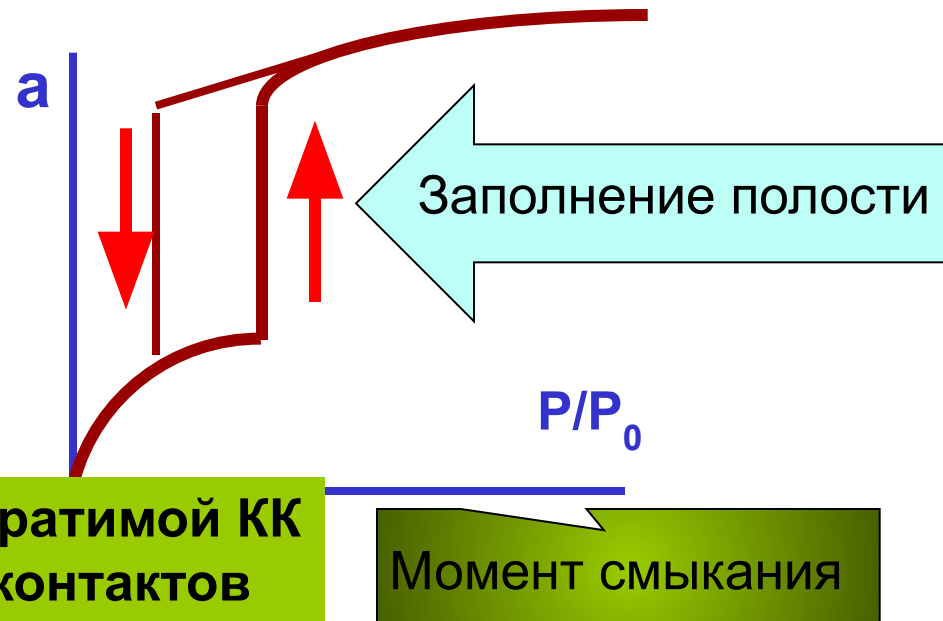 а
Заполнение полости
P/P₀
ратимой КК
контактов
Момент смыкания